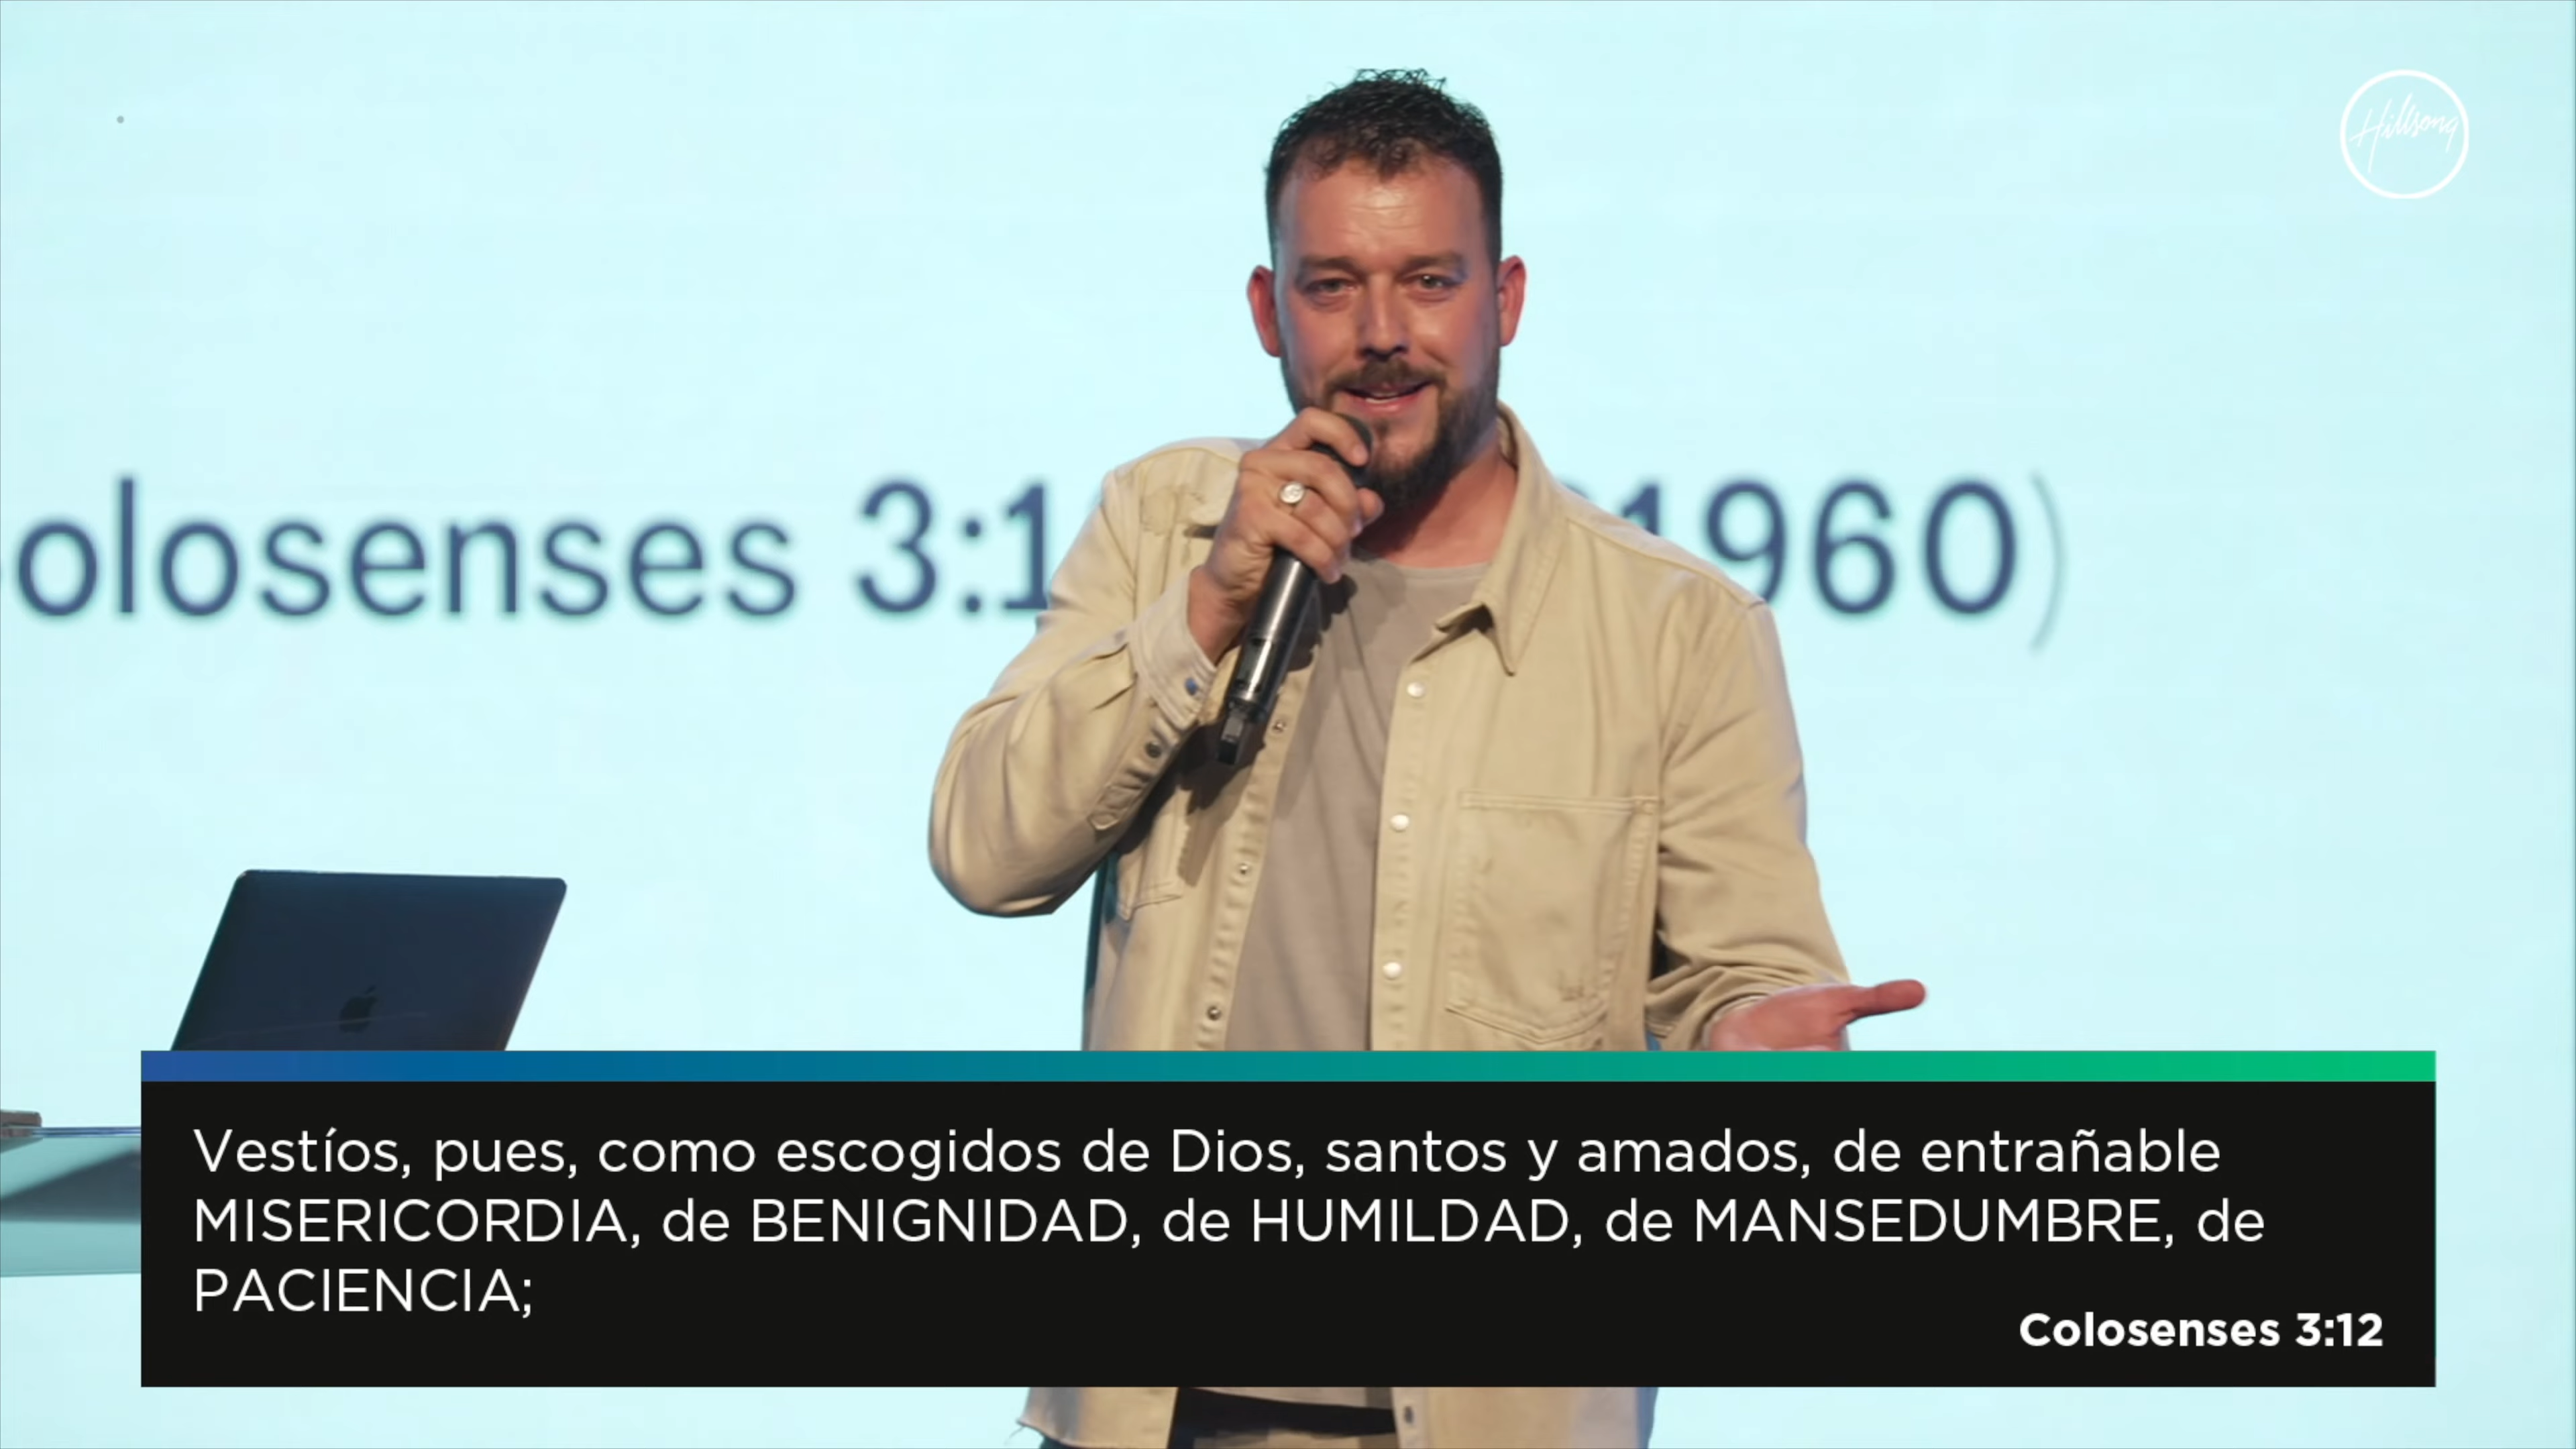 Hillsong
olosenses 3:1 1960)
Vestíos, pues, como escogidos de Dios, santos y amados, de entrañable
MISERICORDIA, de BENIGNIDAD, de HUMILDAD, de MANSEDUMBRE, de
PACIENCIA;
Colosenses 3:12